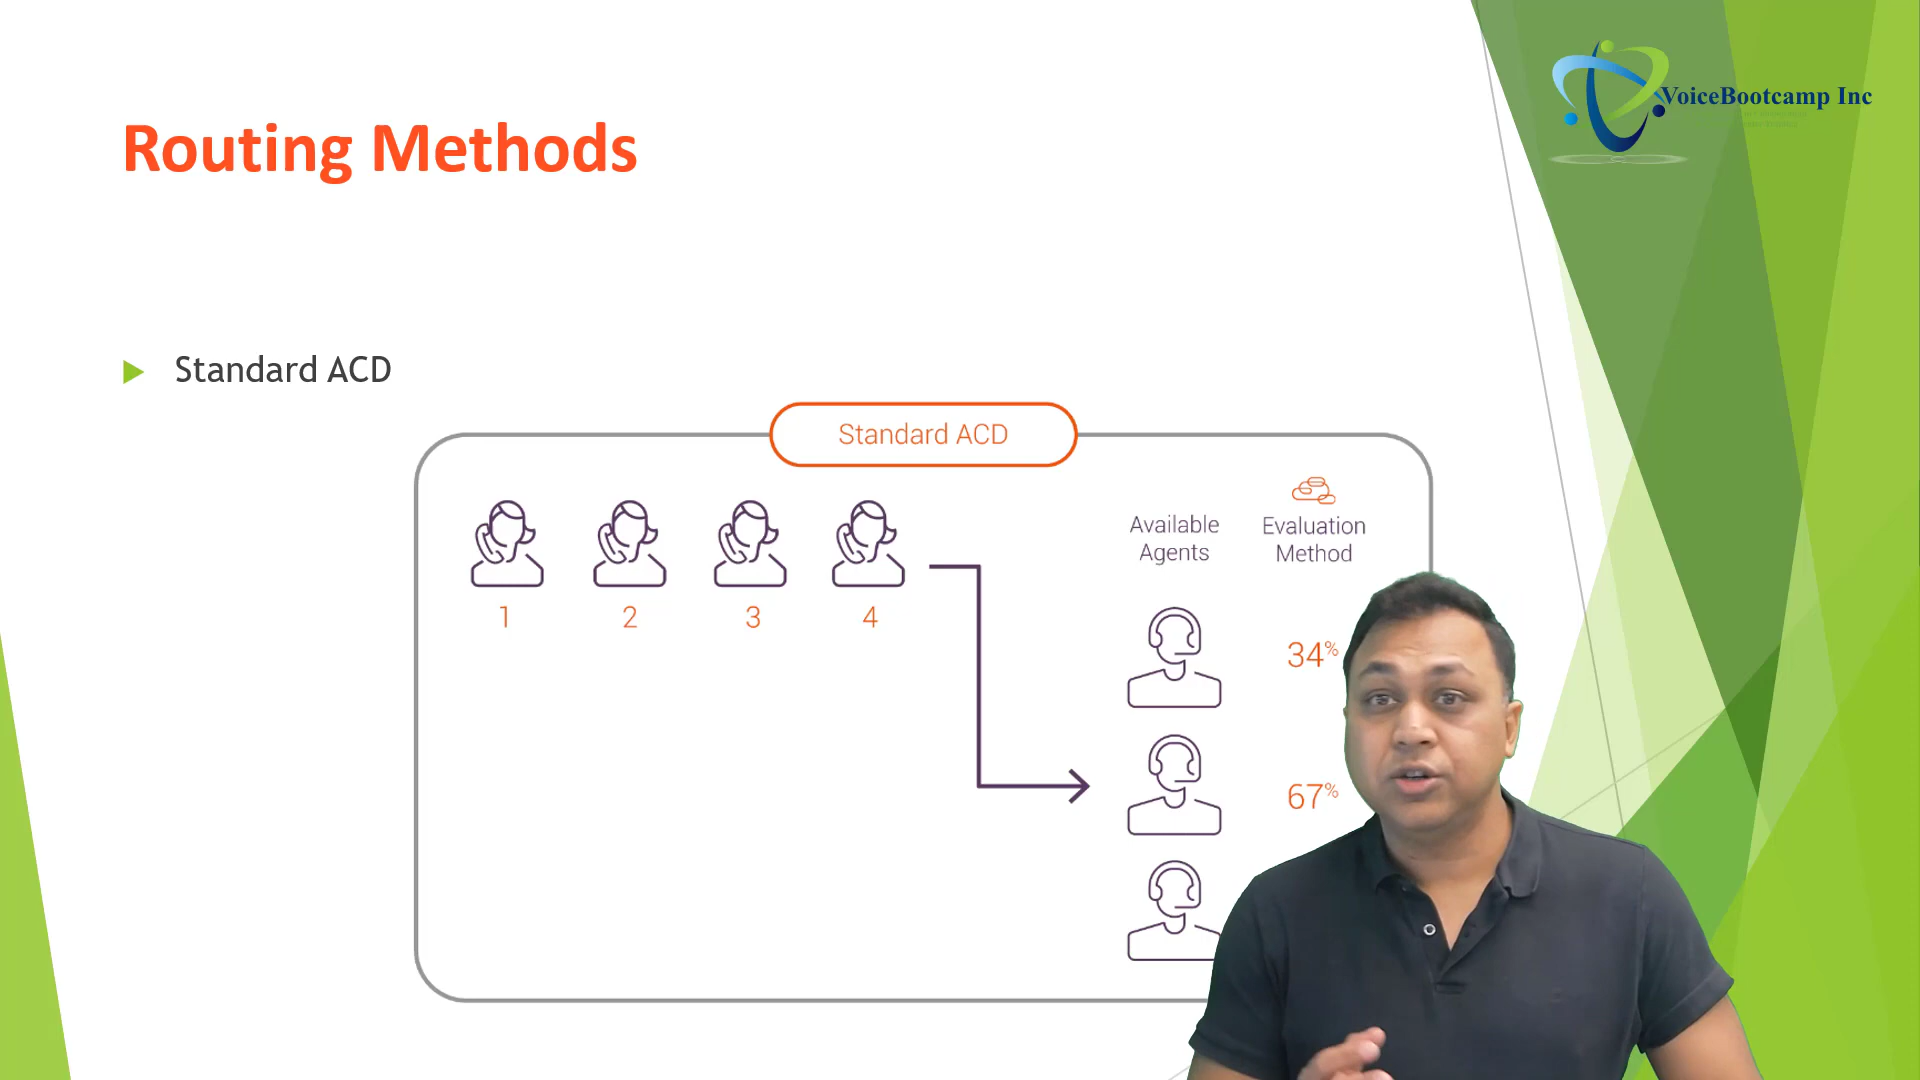 VoiceBootcamp Inc
Routing Methods
Standard ACD
Standard ACD
Available
Agents
Evaluation
Method
1
2
3
4
34%
67%